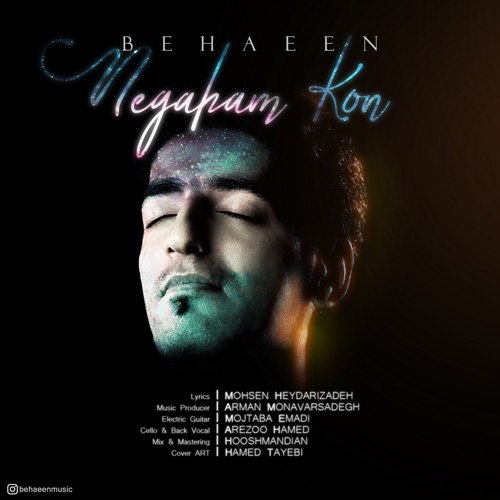 BEHAEEN
Negaham Kon
Lyrics | MOHSEN HEYDARIZADEH
Music Producer | ARMAN MONAVARSADEGH
Electric Guitar | MOJTABA EMADI
Cello & Back Vocal | AREZOO HAMED
Mix & Mastering | HOOSHMANDIAN
Cover ART | HAMED TAYEBI
behaeenmusic